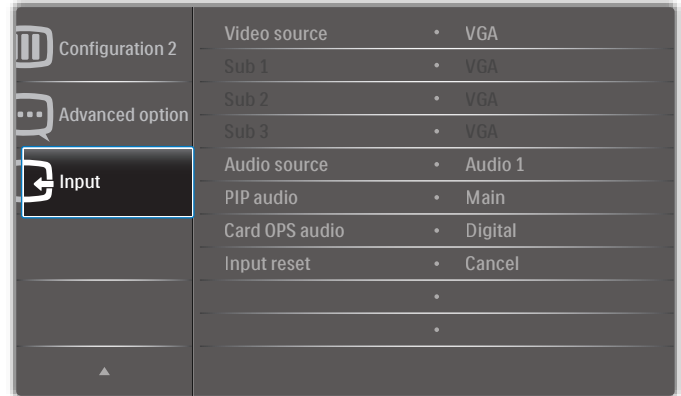 Configuration 2
Advanced option
Input
Video source • VGA
Sub 1 • VGA
Sub 2 • VGA
Sub 3 • VGA
Audio source • Audio 1
PIP audio • Main
Card OPS audio • Digital
Input reset • Cancel
•
•